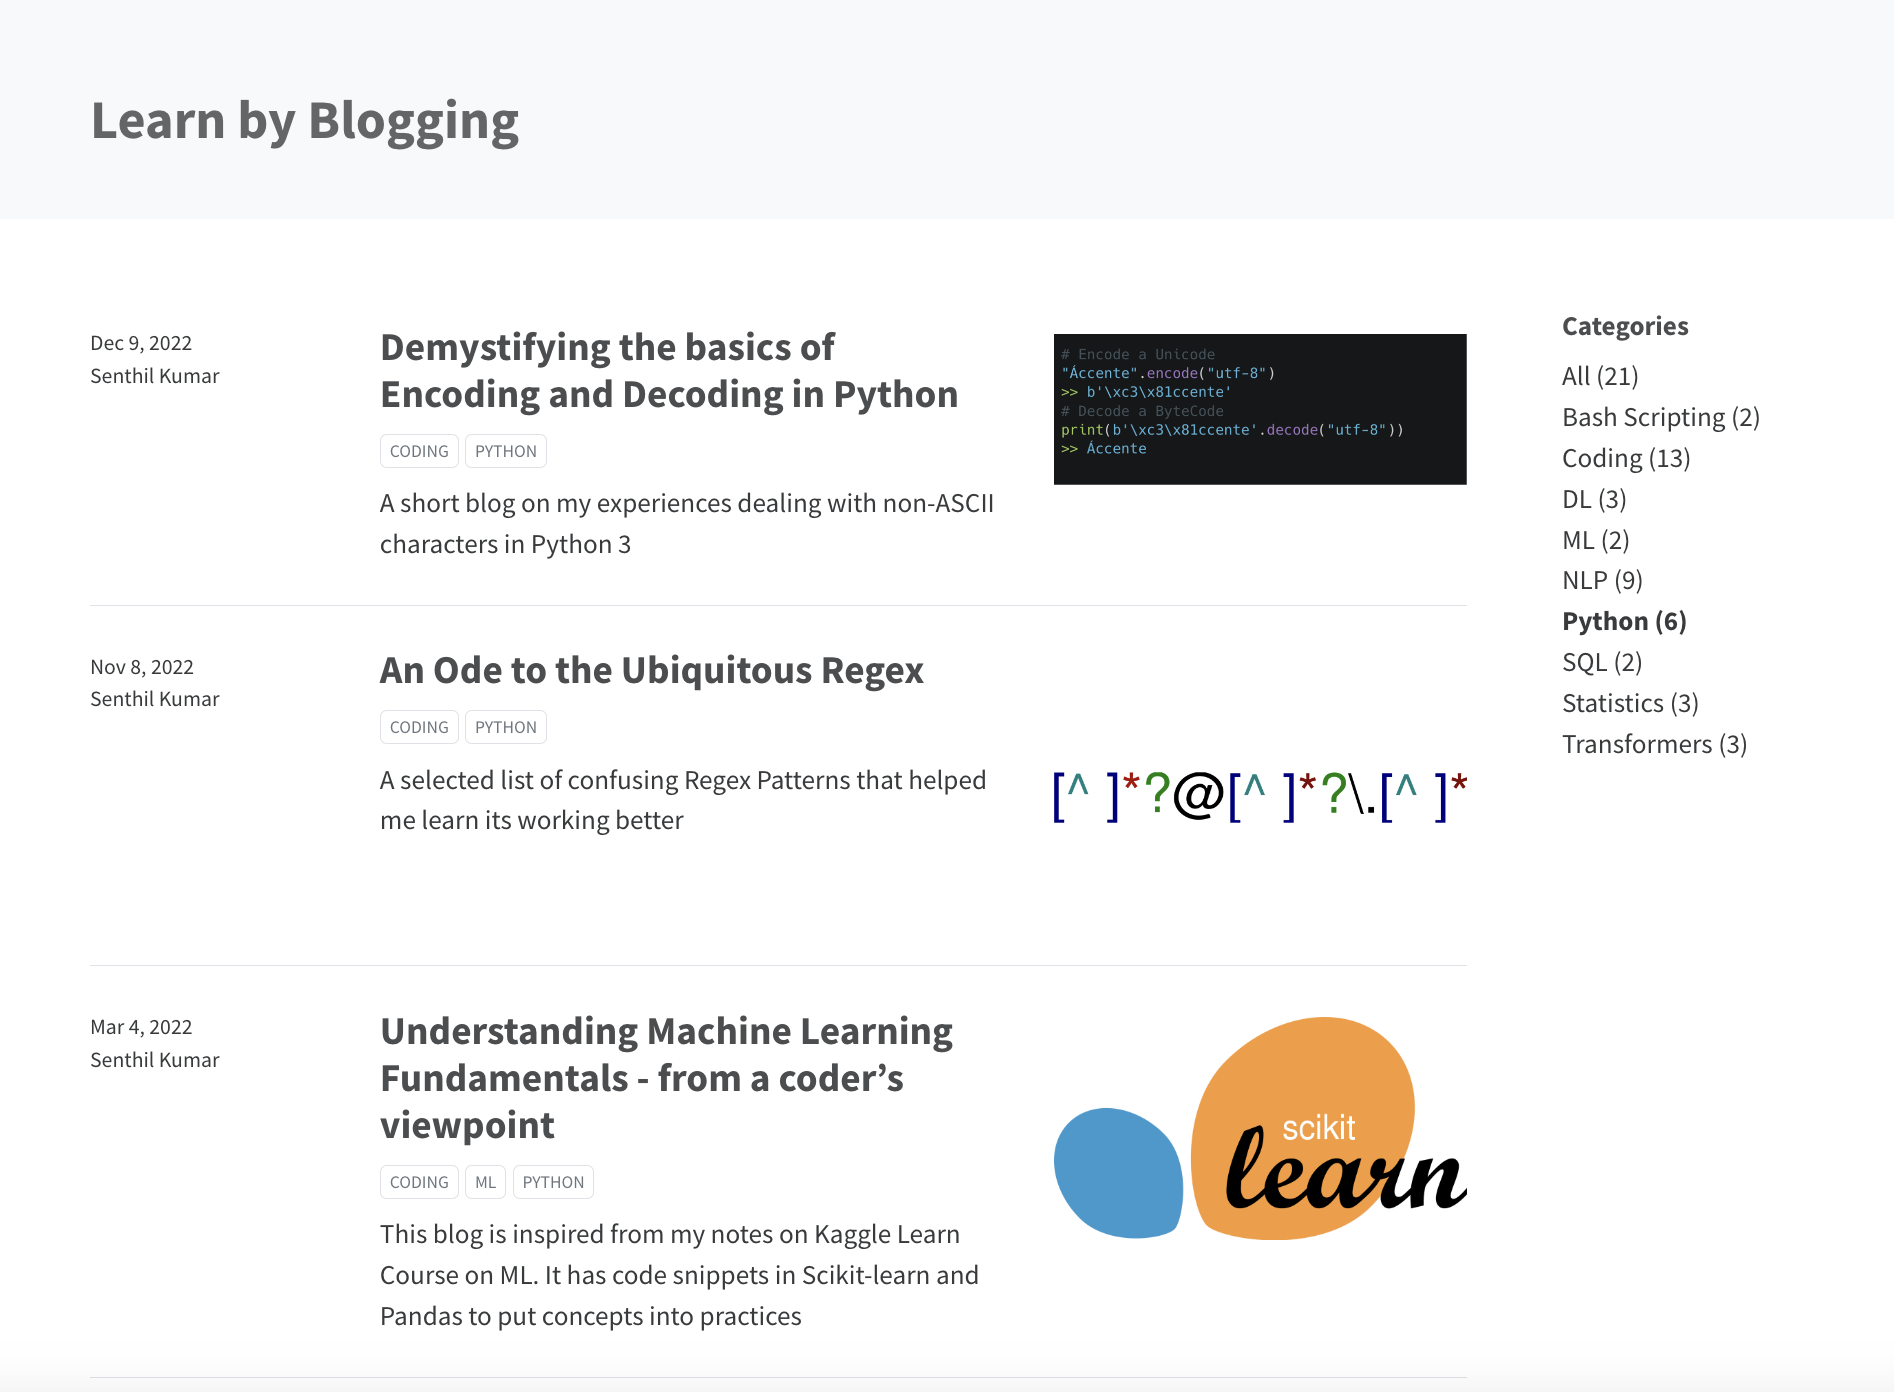 Learn by Blogging
Dec 9, 2022
Senthil Kumar
Demystifying the basics of
Encoding and Decoding in Python
CODING PYTHON
A short blog on my experiences dealing with non-ASCII
characters in Python 3
# Encode a Unicode
"Áccente".encode("utf-8")
>> b'\xc3\x81ccente'
# Decode a ByteCode
print(b'\xc3\x81ccente'.decode("utf-8"))
>> Áccente
Nov 8, 2022
Senthil Kumar
An Ode to the Ubiquitous Regex
CODING PYTHON
A selected list of confusing Regex Patterns that helped
me learn its working better
[^ ]*?@[^ ]*?\.[^ ]*
Mar 4, 2022
Senthil Kumar
Understanding Machine Learning
Fundamentals - from a coder’s
viewpoint
CODING ML PYTHON
This blog is inspired from my notes on Kaggle Learn
Course on ML. It has code snippets in Scikit-learn and
Pandas to put concepts into practices
scikit
learn
Categories
All (21)
Bash Scripting (2)
Coding (13)
DL (3)
ML (2)
NLP (9)
Python (6)
SQL (2)
Statistics (3)
Transformers (3)